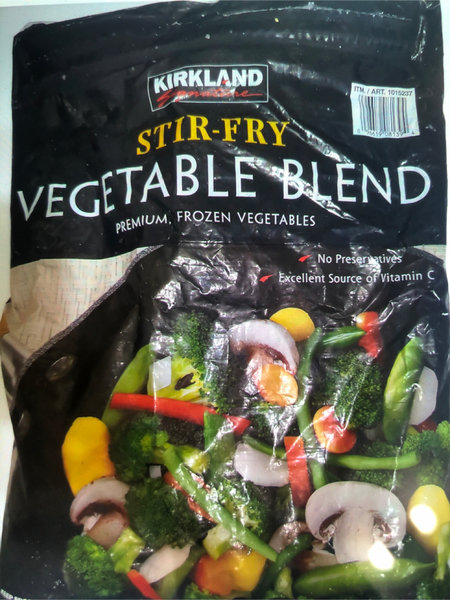 KIRKLAND
Signature
ITM. / ART. 1015237
STIR-FRY
VEGETABLE BLEND
PREMIUM, FROZEN VEGETABLES
No Preservatives
Excellent Source of Vitamin C